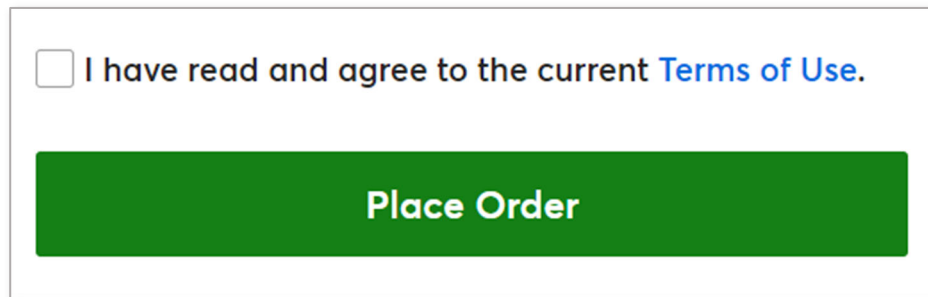 I have read and agree to the current Terms of Use.
Place Order